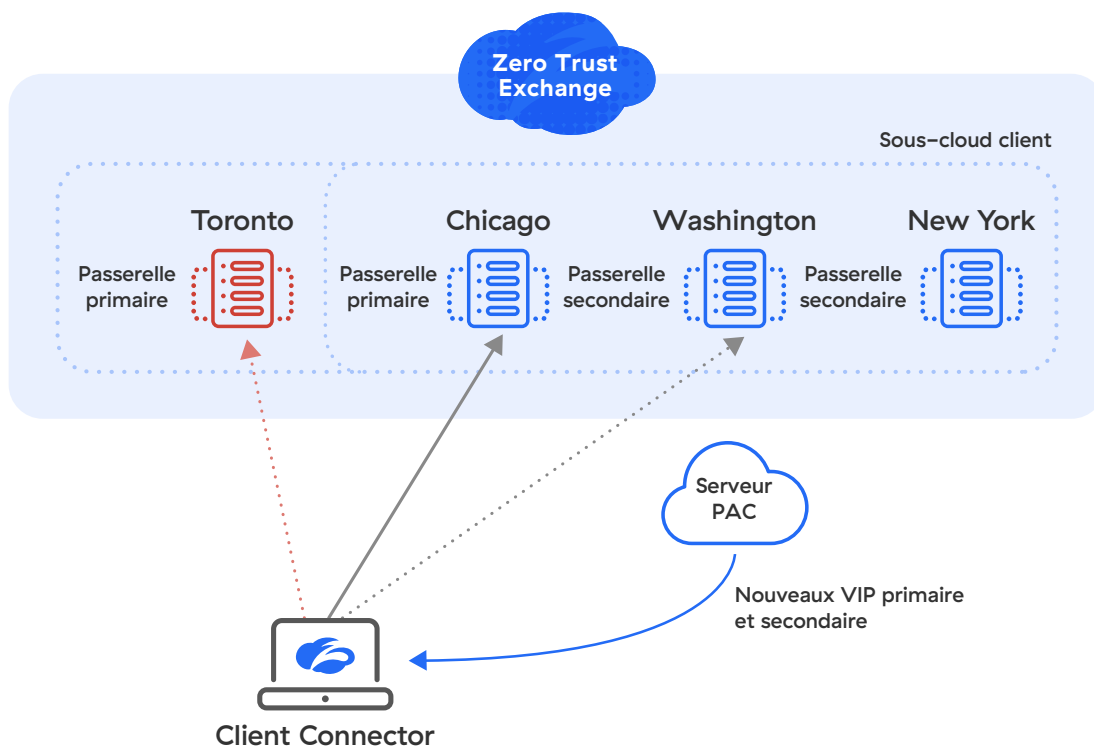 Zero Trust
Exchange
Sous-cloud client
Toronto
Chicago
Washington
New York
Passerelle
primaire
Passerelle
primaire
Passerelle
secondaire
Passerelle
secondaire
Serveur
PAC
Nouveaux VIP primaire
et secondaire
Client Connector